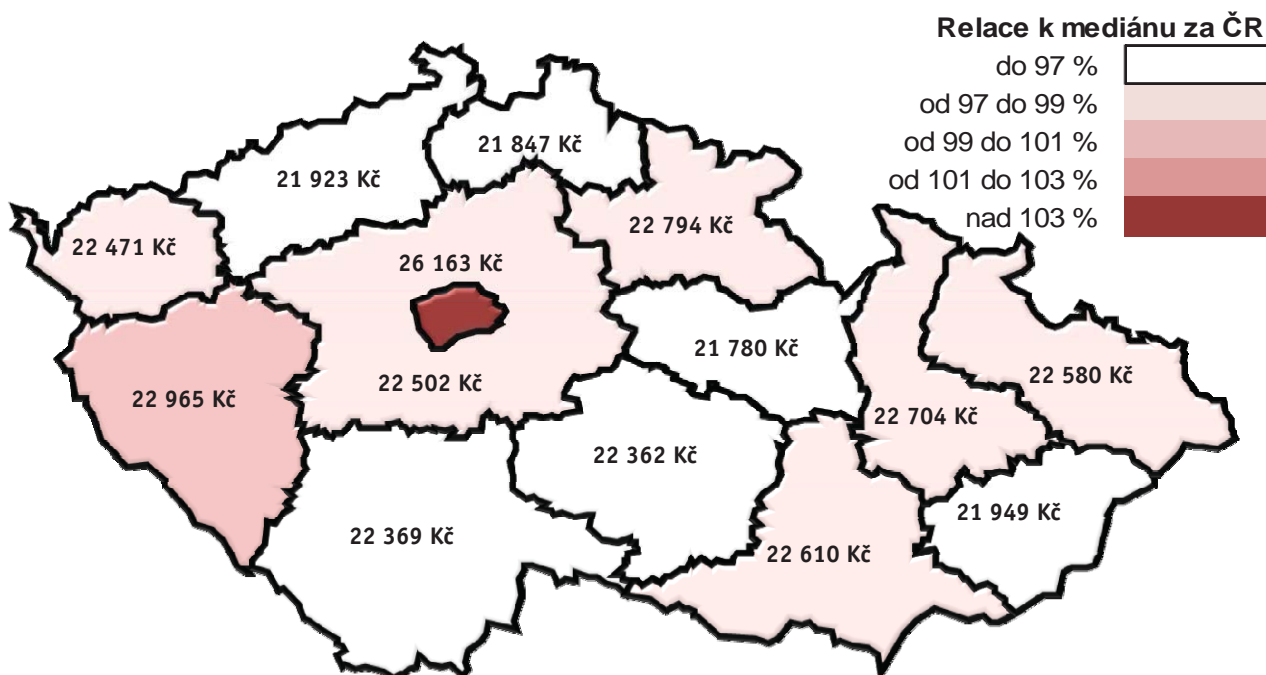 Relace k mediánu za ČR
do 97 %
od 97 do 99 %
od 99 do 101 %
od 101 do 103 %
nad 103 %
21 847 Kč
21 923 Kč
22 794 Kč
22 471 Kč
26 163 Kč
21 780 Kč
22 580 Kč
22 502 Kč
22 965 Kč
22 704 Kč
22 362 Kč
21 949 Kč
22 369 Kč
22 610 Kč